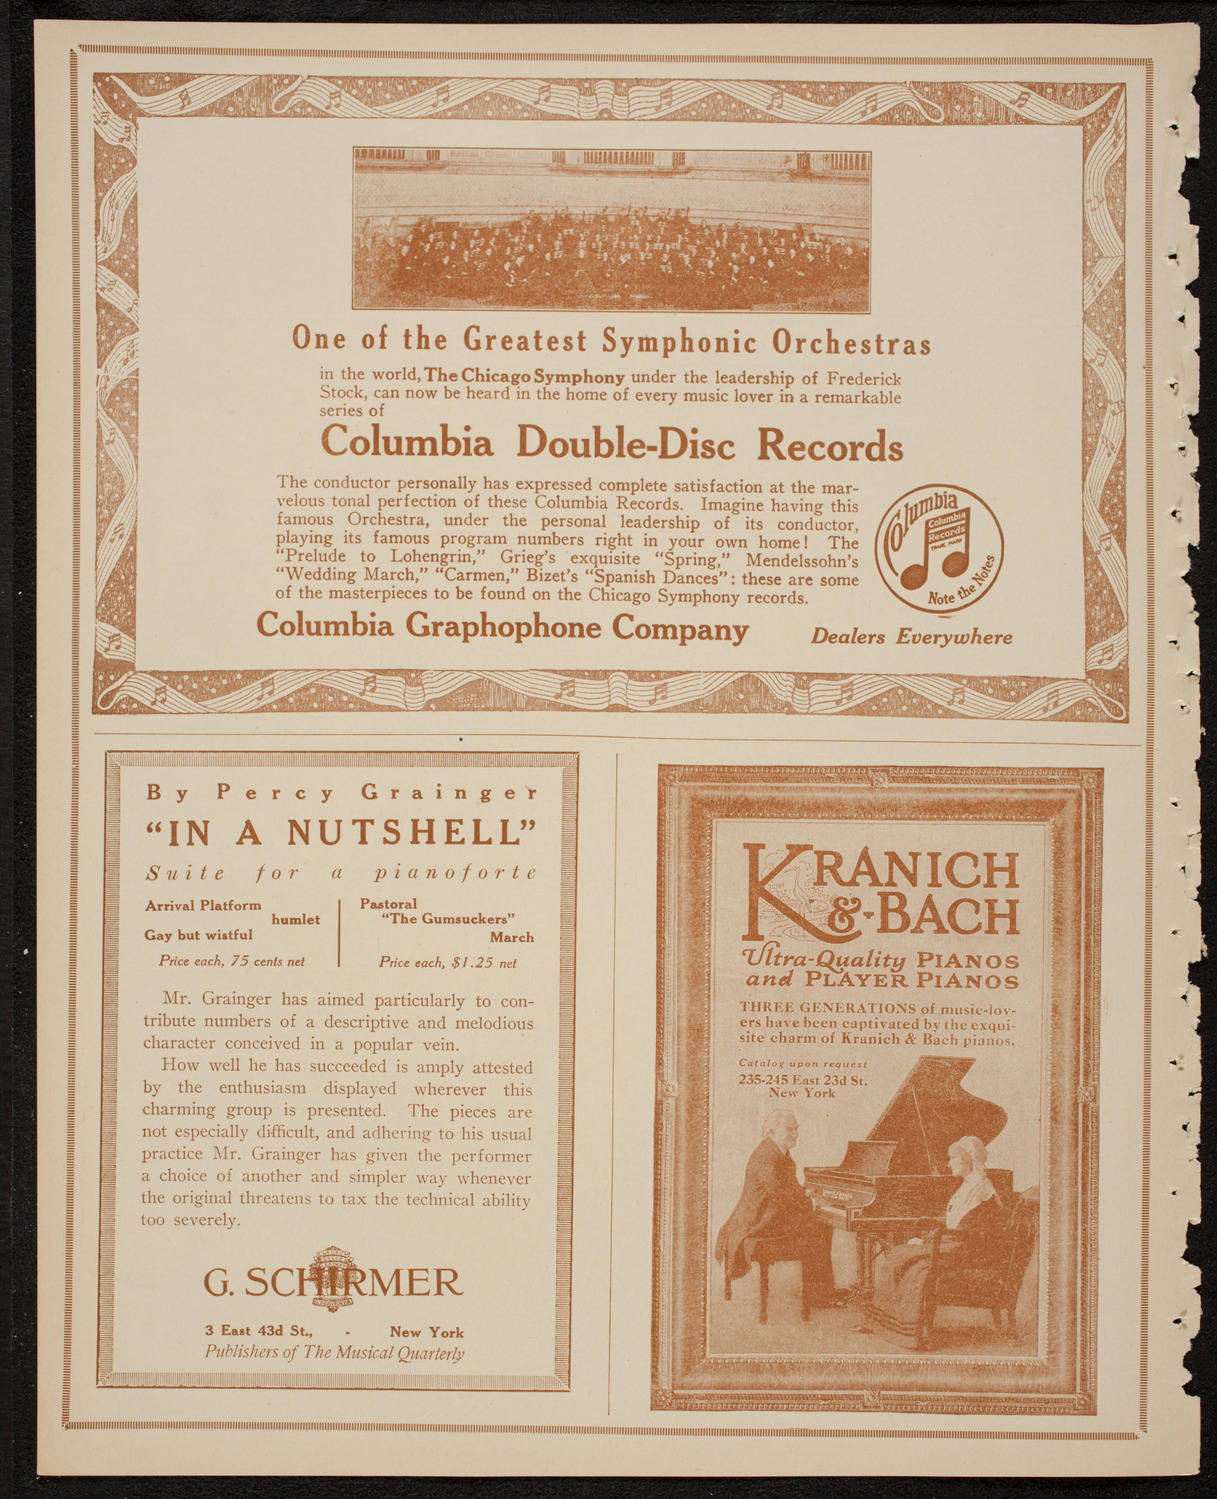 One of the Greatest Symphonic Orchestras
in the world, The Chicago Symphony under the leadership of Frederick
Stock, can now be heard in the home of every music lover in a remarkable
series of
Columbia Double-Disc Records
The conductor personally has expressed complete satisfaction at the mar-
velous tonal perfection of these Columbia Records. Imagine having this
famous Orchestra, under the personal leadership of its conductor,
playing its famous program numbers right in your own home! The
“Prelude to Lohengrin,” Grieg’s exquisite “Spring,” Mendelssohn’s
“Wedding March,” “Carmen,” Bizet’s “Spanish Dances”: these are some
of the masterpieces to be found on the Chicago Symphony records.
Columbia
Columbia
Records
TRADE MARK
Note the Notes
Columbia Graphophone Company Dealers Everywhere
By Percy Grainger
“IN A NUTSHELL”
Suite for a pianoforte
Arrival Platform
humlet
Gay but wistful
Price each, 75 cents net
Pastoral
“The Gumsuckers”
March
Price each, $1.25 net
Mr. Grainger has aimed particularly to con-
tribute numbers of a descriptive and melodious
character conceived in a popular vein.
How well he has succeeded is amply attested
by the enthusiasm displayed wherever this
charming group is presented. The pieces are
not especially difficult, and adhering to his usual
practice Mr. Grainger has given the performer
a choice of another and simpler way whenever
the original threatens to tax the technical ability
too severely.
G. SCHIRMER
3 East 43d St., - New York
Publishers of The Musical Quarterly
KRANICH
&-BACH
Ultra-Quality PIANOS
and PLAYER PIANOS
THREE GENERATIONS of music-lov-
ers have been captivated by the exqui-
site charm of Kranich & Bach pianos.
Catalog upon request
235-245 East 23d St.
New York